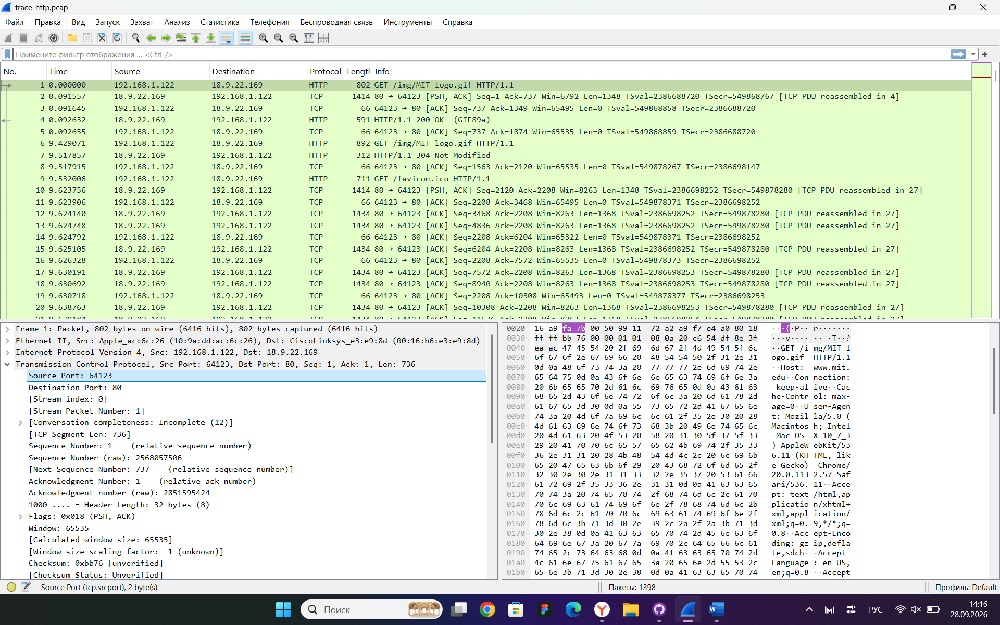 trace-http.pcap
Файл Правка Вид Запуск Захват Анализ Статистика Телефония Беспроводная связь Инструменты Справка
Примените фильтр отображения ... <Ctrl-/>
No. Time Source Destination Protocol Length Info
1 0.000000 192.168.1.122 18.9.22.169 HTTP 802 GET /img/MIT_logo.gif HTTP/1.1
2 0.091557 18.9.22.169 192.168.1.122 TCP 1414 80 → 64123 [PSH, ACK] Seq=1 Ack=737 Win=6792 Len=1348 TSval=2386688720 TSecr=549868767 [TCP PDU reassembled in 4]
3 0.091645 192.168.1.122 18.9.22.169 TCP 66 64123 → 80 [ACK] Seq=737 Ack=1349 Win=65495 Len=0 TSval=549868858 TSecr=2386688720
4 0.092632 18.9.22.169 192.168.1.122 HTTP 591 HTTP/1.1 200 OK (GIF89a)
5 0.092655 192.168.1.122 18.9.22.169 TCP 66 64123 → 80 [ACK] Seq=737 Ack=1874 Win=65535 Len=0 TSval=549868859 TSecr=2386688720
6 9.429071 192.168.1.122 18.9.22.169 HTTP 892 GET /img/MIT_logo.gif HTTP/1.1
7 9.517857 18.9.22.169 192.168.1.122 HTTP 312 HTTP/1.1 304 Not Modified
8 9.517915 192.168.1.122 18.9.22.169 TCP 66 64123 → 80 [ACK] Seq=1563 Ack=2120 Win=65535 Len=0 TSval=549878267 TSecr=2386698147
9 9.532006 192.168.1.122 18.9.22.169 HTTP 711 GET /favicon.ico HTTP/1.1
10 9.623756 18.9.22.169 192.168.1.122 TCP 1414 80 → 64123 [PSH, ACK] Seq=2120 Ack=2208 Win=8263 Len=1348 TSval=2386698252 TSecr=549878280 [TCP PDU reassembled in 27]
11 9.623906 192.168.1.122 18.9.22.169 TCP 66 64123 → 80 [ACK] Seq=2208 Ack=3468 Win=65495 Len=0 TSval=549878371 TSecr=2386698252
12 9.624140 18.9.22.169 192.168.1.122 TCP 1434 80 → 64123 [ACK] Seq=3468 Ack=2208 Win=8263 Len=1368 TSval=2386698252 TSecr=549878280 [TCP PDU reassembled in 27]
13 9.624748 18.9.22.169 192.168.1.122 TCP 1434 80 → 64123 [ACK] Seq=4836 Ack=2208 Win=8263 Len=1368 TSval=2386698252 TSecr=549878280 [TCP PDU reassembled in 27]
14 9.624792 192.168.1.122 18.9.22.169 TCP 66 64123 → 80 [ACK] Seq=2208 Ack=6204 Win=65322 Len=0 TSval=549878371 TSecr=2386698252
15 9.625105 18.9.22.169 192.168.1.122 TCP 1434 80 → 64123 [ACK] Seq=6204 Ack=2208 Win=8263 Len=1368 TSval=2386698252 TSecr=549878280 [TCP PDU reassembled in 27]
16 9.626328 192.168.1.122 18.9.22.169 TCP 66 64123 → 80 [ACK] Seq=2208 Ack=7572 Win=65535 Len=0 TSval=549878373 TSecr=2386698252
17 9.630191 18.9.22.169 192.168.1.122 TCP 1434 80 → 64123 [ACK] Seq=7572 Ack=2208 Win=8263 Len=1368 TSval=2386698253 TSecr=549878280 [TCP PDU reassembled in 27]
18 9.630692 18.9.22.169 192.168.1.122 TCP 1434 80 → 64123 [ACK] Seq=8940 Ack=2208 Win=8263 Len=1368 TSval=2386698253 TSecr=549878280 [TCP PDU reassembled in 27]
19 9.630718 192.168.1.122 18.9.22.169 TCP 66 64123 → 80 [ACK] Seq=2208 Ack=10308 Win=65493 Len=0 TSval=549878377 TSecr=2386698253
20 9.638763 18.9.22.169 192.168.1.122 TCP 1434 80 → 64123 [ACK] Seq=10308 Ack=2208 Win=8263 Len=1368 TSval=2386698253 TSecr=549878280 [TCP PDU reassembled in 27]
Frame 1: Packet, 802 bytes on wire (6416 bits), 802 bytes captured (6416 bits)
Ethernet II, Src: Apple_ac:6c:26 (10:9a:dd:ac:6c:26), Dst: CiscoLinksys_e3:e9:8d (00:16:b6:e3:e9:8d)
Internet Protocol Version 4, Src: 192.168.1.122, Dst: 18.9.22.169
Transmission Control Protocol, Src Port: 64123, Dst Port: 80, Seq: 1, Ack: 1, Len: 736
Source Port: 64123
Destination Port: 80
[Stream index: 0]
[Stream Packet Number: 1]
[Conversation completeness: Incomplete (12)]
[TCP Segment Len: 736]
Sequence Number: 1 (relative sequence number)
Sequence Number (raw): 2568057506
[Next Sequence Number: 737 (relative sequence number)]
Acknowledgment Number: 1 (relative ack number)
Acknowledgment number (raw): 2851595424
1000 .... = Header Length: 32 bytes (8)
Flags: 0x018 (PSH, ACK)
Window: 65535
[Calculated window size: 65535]
[Window size scaling factor: -1 (unknown)]
Checksum: 0xbb76 [unverified]
[Checksum Status: Unverified]
0020 16 a9 fa 7b 00 50 99 11 72 a2 a9 f7 e4 a0 80 18 ···{·P·· r·······
0030 ff ff bb 76 00 00 01 01 08 0a 20 c6 54 df 8e 3f ···v···· ·· ·T··?
0040 ea ac 47 45 54 20 2f 69 6d 67 2f 4d 49 54 5f 6c ··GET /i mg/MIT_l
0050 6f 67 6f 2e 67 69 66 20 48 54 54 50 2f 31 2e 31 ogo.gif HTTP/1.1
0060 0d 0a 48 6f 73 74 3a 20 77 77 77 2e 6d 69 74 2e ··Host: www.mit.
0070 65 64 75 0d 0a 43 6f 6e 6e 65 63 74 69 6f 6e 3a edu··Con nection:
0080 20 6b 65 65 70 2d 61 6c 69 76 65 0d 0a 43 61 63 keep-al ive··Cac
0090 68 65 2d 43 6f 6e 74 72 6f 6c 3a 20 6d 61 78 2d he-Contr ol: max-
00a0 61 67 65 3d 30 0d 0a 55 73 65 72 2d 41 67 65 6e age=0··U ser-Agen
00b0 74 3a 20 4d 6f 7a 69 6c 6c 61 2f 35 2e 30 20 28 t: Mozil la/5.0 (
00c0 4d 61 63 69 6e 74 6f 73 68 3b 20 49 6e 74 65 6c Macintos h; Intel
00d0 20 4d 61 63 20 4f 53 20 58 20 31 30 5f 37 5f 33 Mac OS X 10_7_3
00e0 29 20 41 70 70 6c 65 57 65 62 4b 69 74 2f 35 33 ) AppleW ebKit/53
00f0 36 2e 31 31 20 28 4b 48 54 4d 4c 2c 20 6c 69 6b 6.11 (KH TML, lik
0100 65 20 47 65 63 6b 6f 29 20 43 68 72 6f 6d 65 2f e Gecko) Chrome/
0110 32 30 2e 30 2e 31 31 33 32 2e 35 37 20 53 61 66 20.0.113 2.57 Saf
0120 61 72 69 2f 35 33 36 2e 31 31 0d 0a 41 63 63 65 ari/536. 11··Acce
0130 70 74 3a 20 74 65 78 74 2f 68 74 6d 6c 2c 61 70 pt: text /html,ap
0140 70 6c 69 63 61 74 69 6f 6e 2f 78 68 74 6d 6c 2b plicatio n/xhtml+
0150 78 6d 6c 2c 61 70 70 6c 69 63 61 74 69 6f 6e 2f xml,appl ication/
0160 78 6d 6c 3b 71 3d 30 2e 39 2c 2a 2f 2a 3b 71 3d xml;q=0. 9,*/*;q=
0170 30 2e 38 0d 0a 41 63 63 65 70 74 2d 45 6e 63 6f 0.8··Acc ept-Enco
0180 64 69 6e 67 3a 20 67 7a 69 70 2c 64 65 66 6c 61 ding: gz ip,defla
0190 74 65 2c 73 64 63 68 0d 0a 41 63 63 65 70 74 2d te,sdch· ·Accept-
01a0 4c 61 6e 67 75 61 67 65 3a 20 65 6e 2d 55 53 2c Language : en-US,
01b0 65 6e 3b 71 3d 30 2e 38 0d 0a 41 63 63 65 70 74 en;q=0.8 ··Accept
Source Port (tcp.srcport), 2 byte(s) Пакеты: 1398 Профиль: Default
Поиск
РУС
14:16
28.09.2026